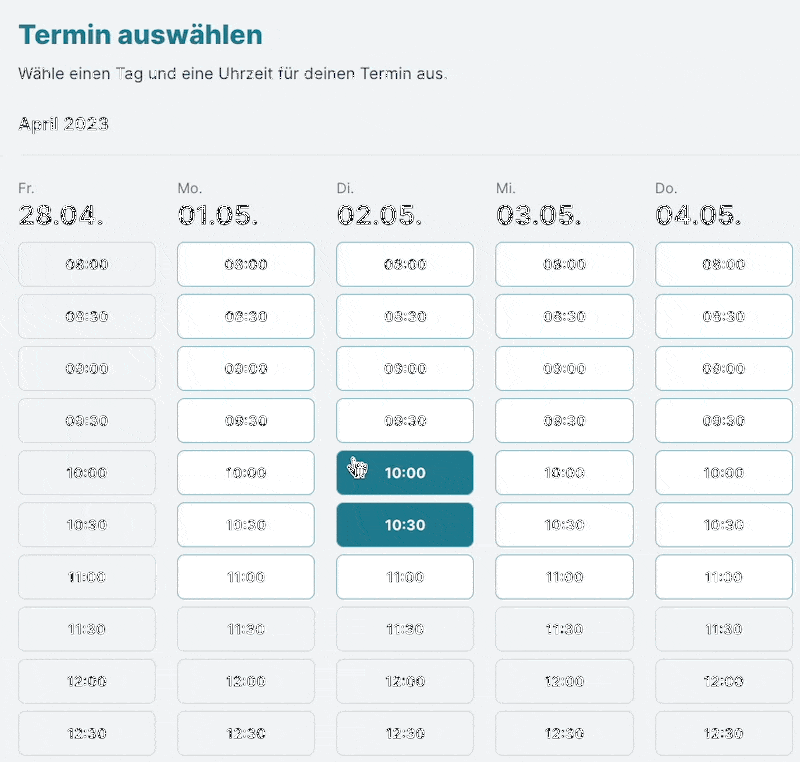 Termin auswählen
Wähle einen Tag und eine Uhrzeit für deinen Termin aus.
April 2023
Fr. Mo. Di. Mi. Do.
28.04. 01.05. 02.05. 03.05. 04.05.
08:00 08:00 08:00 08:00 08:00
08:30 08:30 08:30 08:30 08:30
09:00 09:00 09:00 09:00 09:00
09:30 09:30 09:30 09:30 09:30
10:00 10:00 10:00 10:00 10:00
10:30 10:30 10:30 10:30 10:30
11:00 11:00 11:00 11:00 11:00
11:30 11:30 11:30 11:30 11:30
12:00 12:00 12:00 12:00 12:00
12:30 12:30 12:30 12:30 12:30